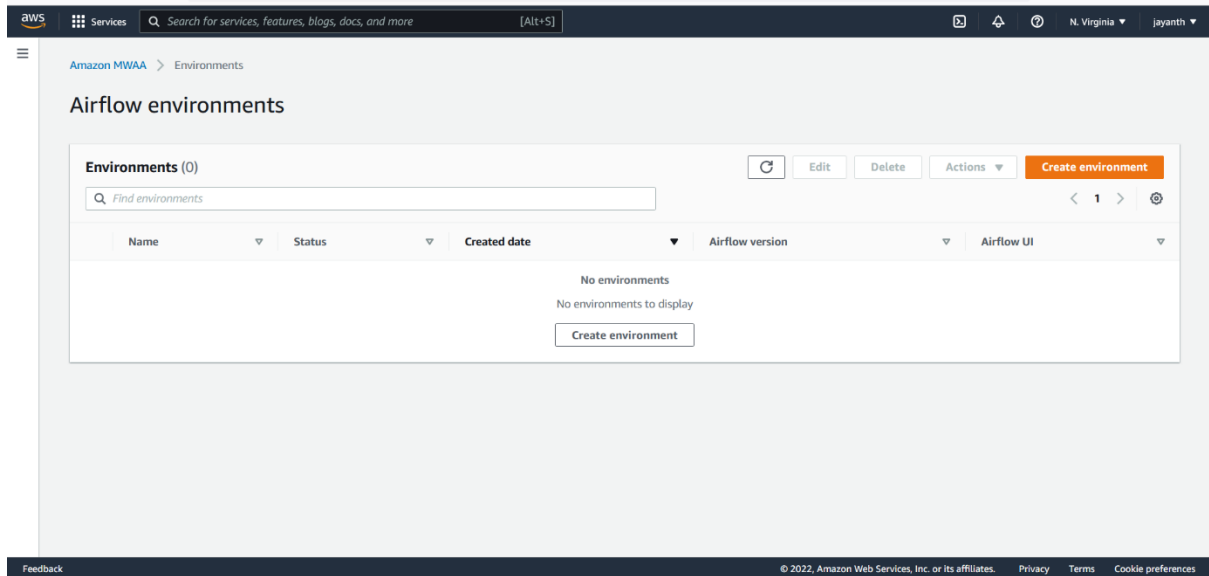 aws Services Search for services, features, blogs, docs, and more [Alt+S] N. Virginia ▼ jayanth ▼
Amazon MWAA > Environments
Airflow environments
Environments (0) Edit Delete Actions ▼ Create environment
Find environments < 1 >
Name Status Created date Airflow version Airflow UI
No environments
No environments to display
Create environment
Feedback © 2022, Amazon Web Services, Inc. or its affiliates. Privacy Terms Cookie preferences